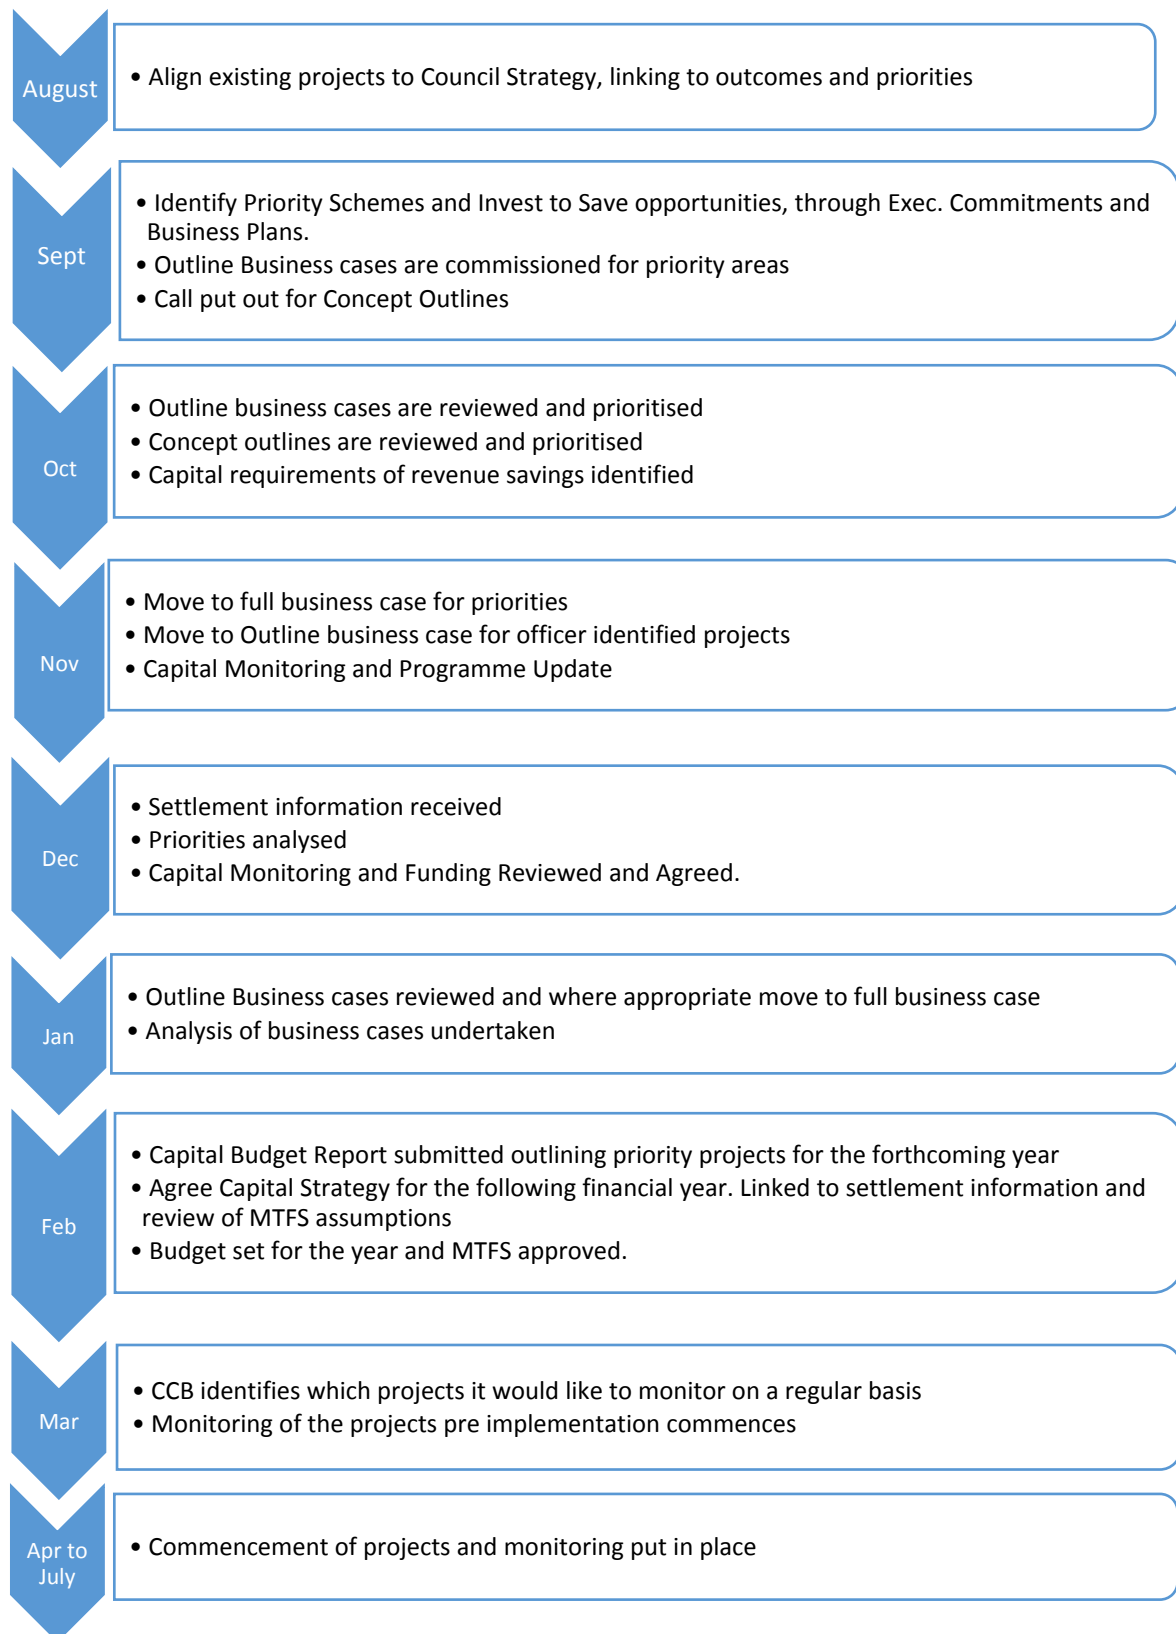 August
• Align existing projects to Council Strategy, linking to outcomes and priorities
Sept
• Identify Priority Schemes and Invest to Save opportunities, through Exec. Commitments and
Business Plans.
• Outline Business cases are commissioned for priority areas
• Call put out for Concept Outlines
Oct
• Outline business cases are reviewed and prioritised
• Concept outlines are reviewed and prioritised
• Capital requirements of revenue savings identified
Nov
• Move to full business case for priorities
• Move to Outline business case for officer identified projects
• Capital Monitoring and Programme Update
Dec
• Settlement information received
• Priorities analysed
• Capital Monitoring and Funding Reviewed and Agreed.
Jan
• Outline Business cases reviewed and where appropriate move to full business case
• Analysis of business cases undertaken
Feb
• Capital Budget Report submitted outlining priority projects for the forthcoming year
• Agree Capital Strategy for the following financial year. Linked to settlement information and
review of MTFS assumptions
• Budget set for the year and MTFS approved.
Mar
• CCB identifies which projects it would like to monitor on a regular basis
• Monitoring of the projects pre implementation commences
Apr to
July
• Commencement of projects and monitoring put in place